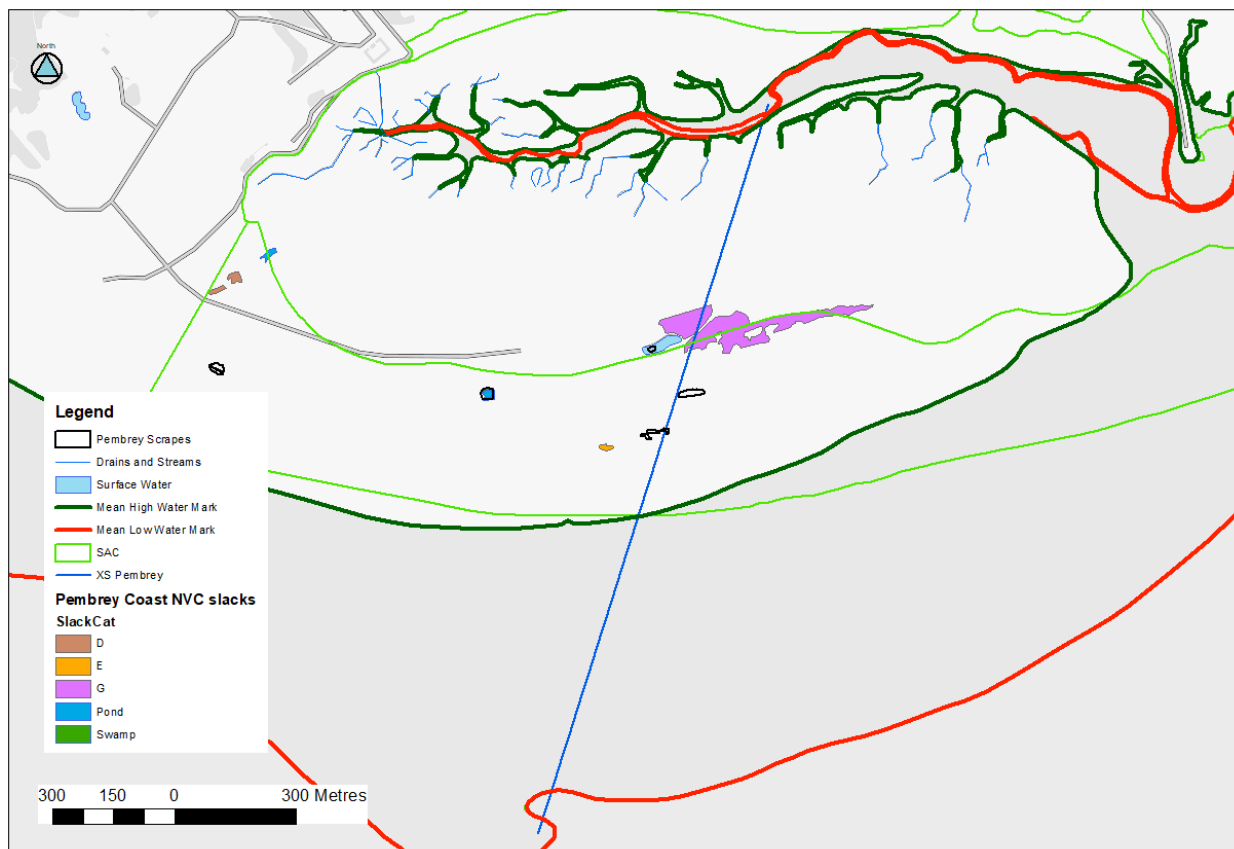 North
Legend
Pembrey Scrapes
Drains and Streams
Surface Water
Mean High Water Mark
Mean Low Water Mark
SAC
XS Pembrey
Pembrey Coast NVC slacks
SlackCat
D
E
G
Pond
Swamp
300 150 0 300 Metres